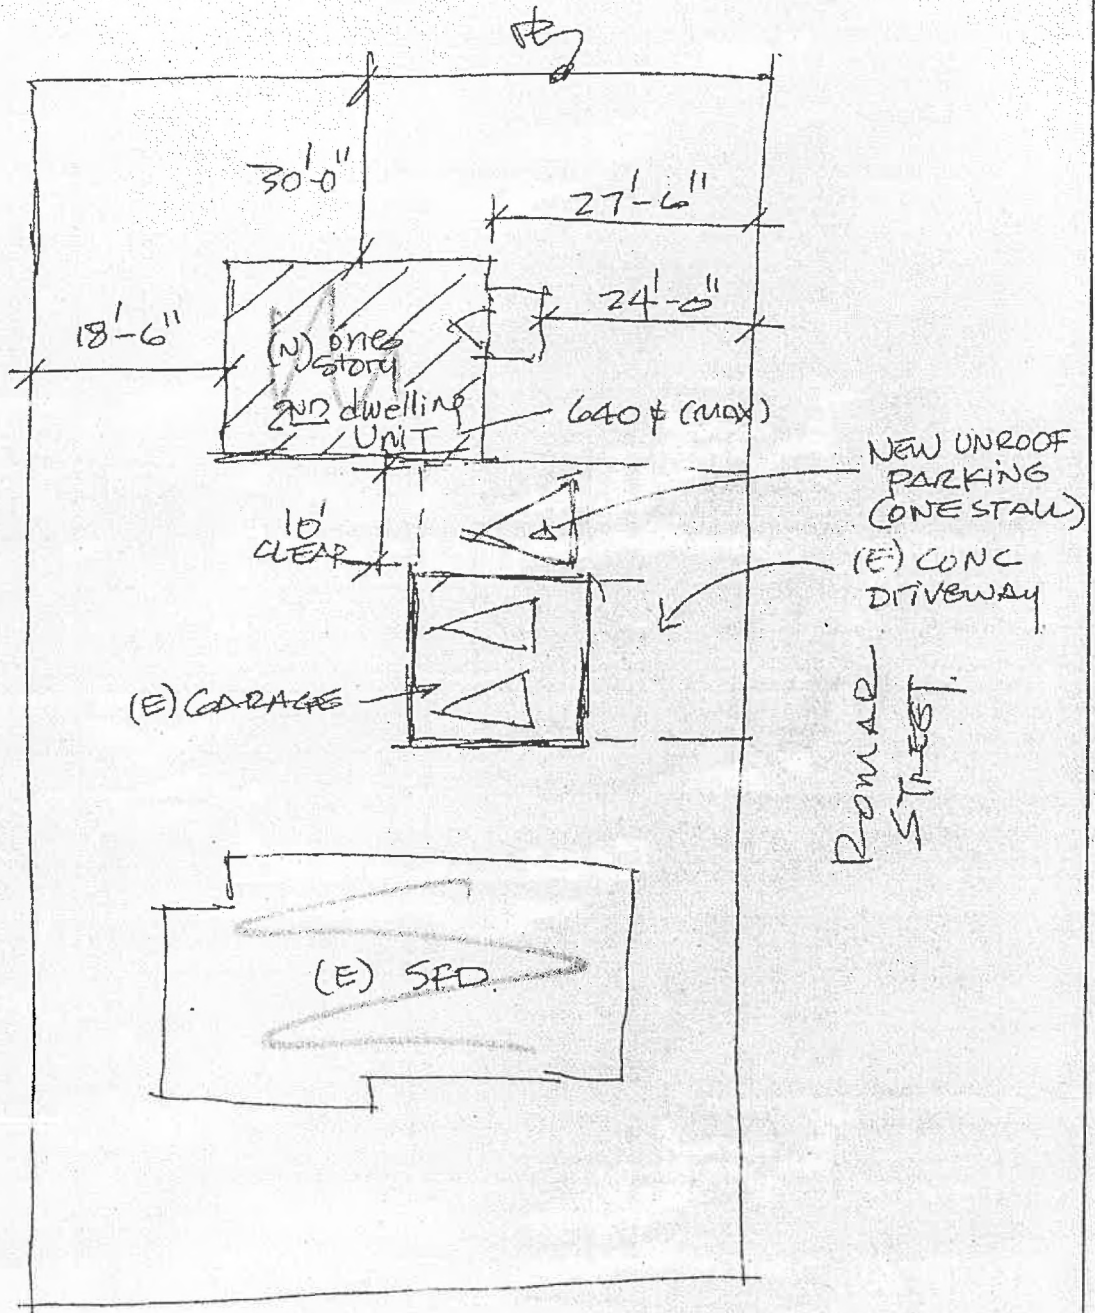 PL
30'-0"
27'-6"
24'-0"
18'-6"
(N) one
story
2ND dwelling
UNIT
640 ⌀ (MAX)
NEW UNROOF
PARKING
(ONE STALL)
(E) CONC
DRIVEWAY
10'
CLEAR
(E) GARAGE
ROMAR
STREET.
(E) SFD.